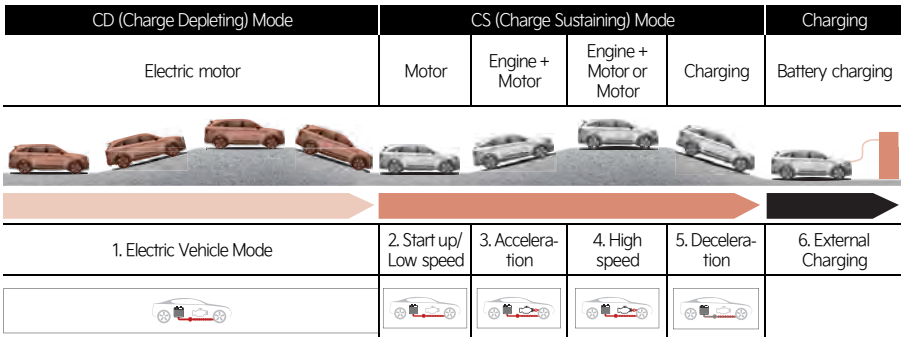 CD (Charge Depleting) Mode
CS (Charge Sustaining) Mode
Charging
Electric motor
Motor
Engine +
Motor
Engine +
Motor or
Motor
Charging
Battery charging
1. Electric Vehicle Mode
2. Start up/
Low speed
3. Accelera-
tion
4. High
speed
5. Decelera-
tion
6. External
Charging